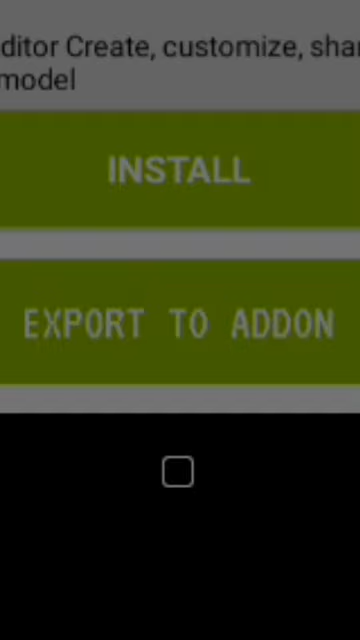 ditor Create, customize, shar
model
INSTALL
EXPORT TO ADDON